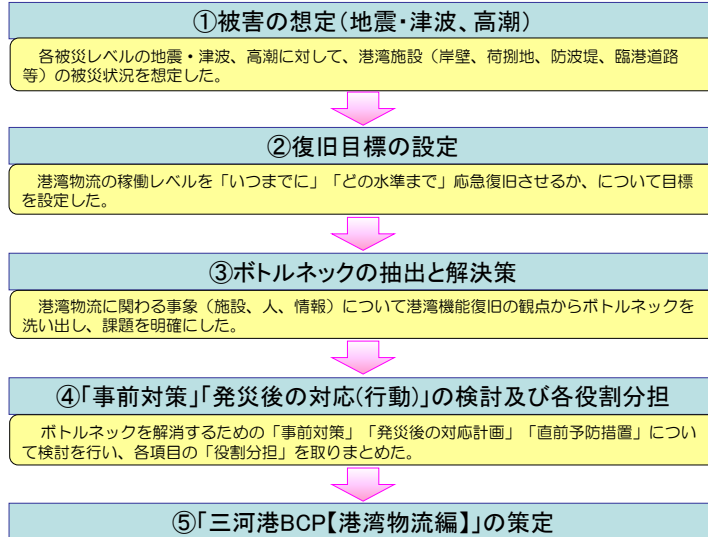 ①被害の想定(地震・津波、高潮)
各被災レベルの地震・津波、高潮に対して、港湾施設（岸壁、荷捌地、防波堤、臨港道路
等）の被災状況を想定した。
②復旧目標の設定
港湾物流の稼働レベルを「いつまでに」「どの水準まで」応急復旧させるか、について目標
を設定した。
③ボトルネックの抽出と解決策
港湾物流に関わる事象（施設、人、情報）について港湾機能復旧の観点からボトルネックを
洗い出し、課題を明確にした。
④「事前対策」「発災後の対応(行動)」の検討及び各役割分担
ボトルネックを解消するための「事前対策」「発災後の対応計画」「直前予防措置」につい
て検討を行い、各項目の「役割分担」を取りまとめた。
⑤「三河港BCP【港湾物流編】」の策定